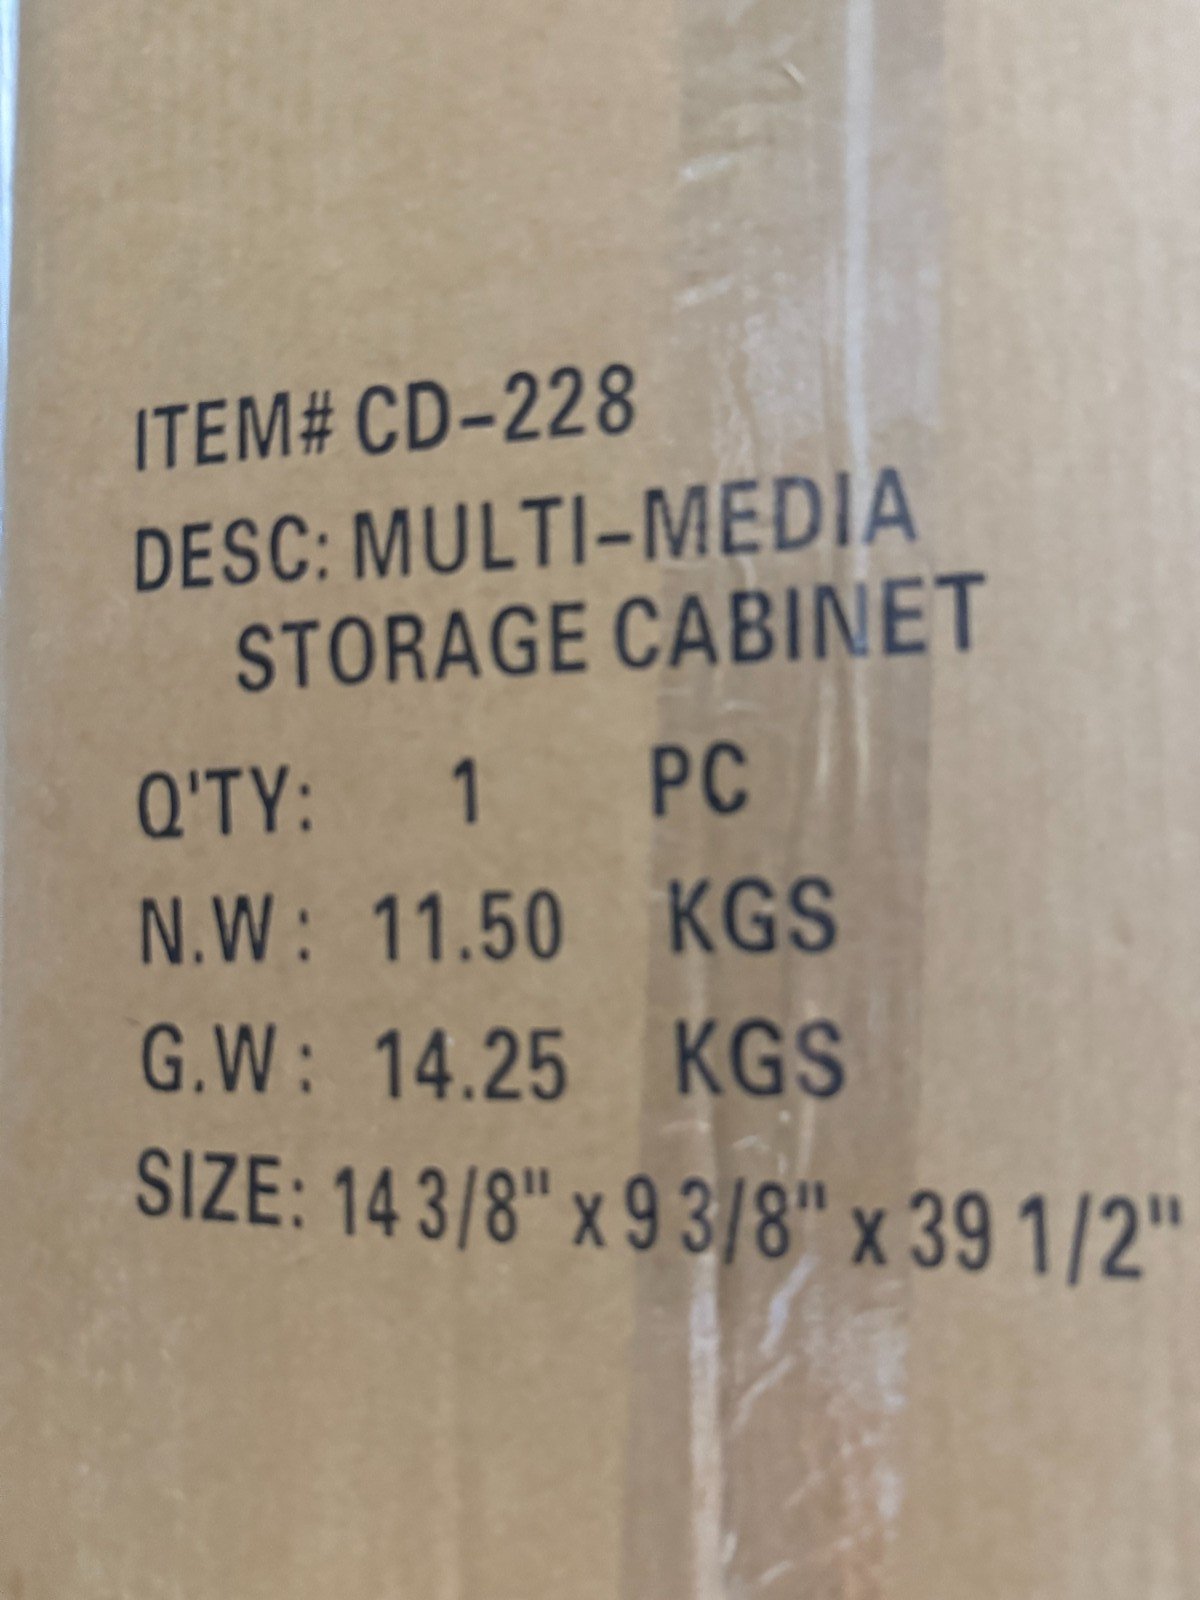 ITEM# CD-228
DESC: MULTI-MEDIA
STORAGE CABINET
Q'TY: 1 PC
N.W: 11.50 KGS
G.W: 14.25 KGS
SIZE: 14 3/8" x 9 3/8" x 39 1/2"